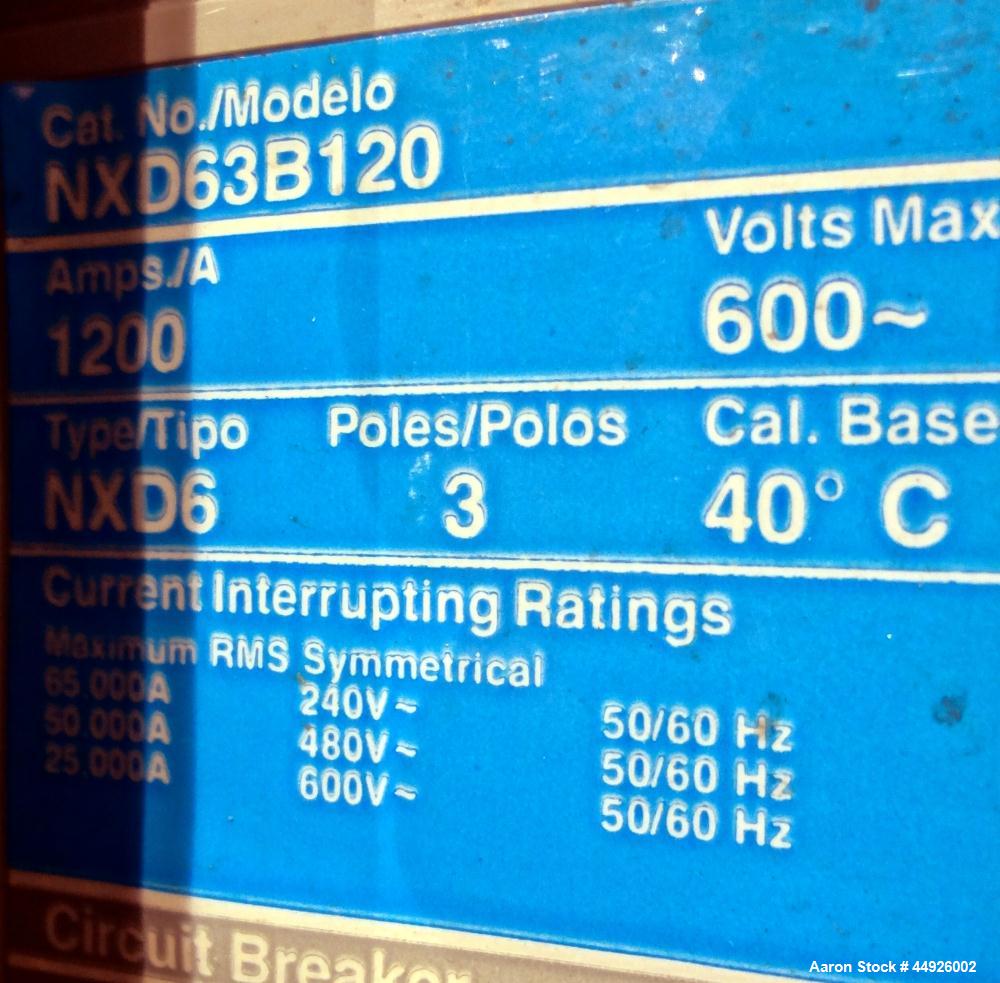 Cat. No./Modelo
NXD63B120
Amps./A
1200
Volts Max
600~
Type/Tipo
NXD6
Poles/Polos
3
Cal. Base
40° C
Current Interrupting Ratings
Maximum RMS Symmetrical
65.000A 240V~ 50/60 Hz
50.000A 480V~ 50/60 Hz
25.000A 600V~ 50/60 Hz
Circuit Breaker
Aaron Stock # 44926002